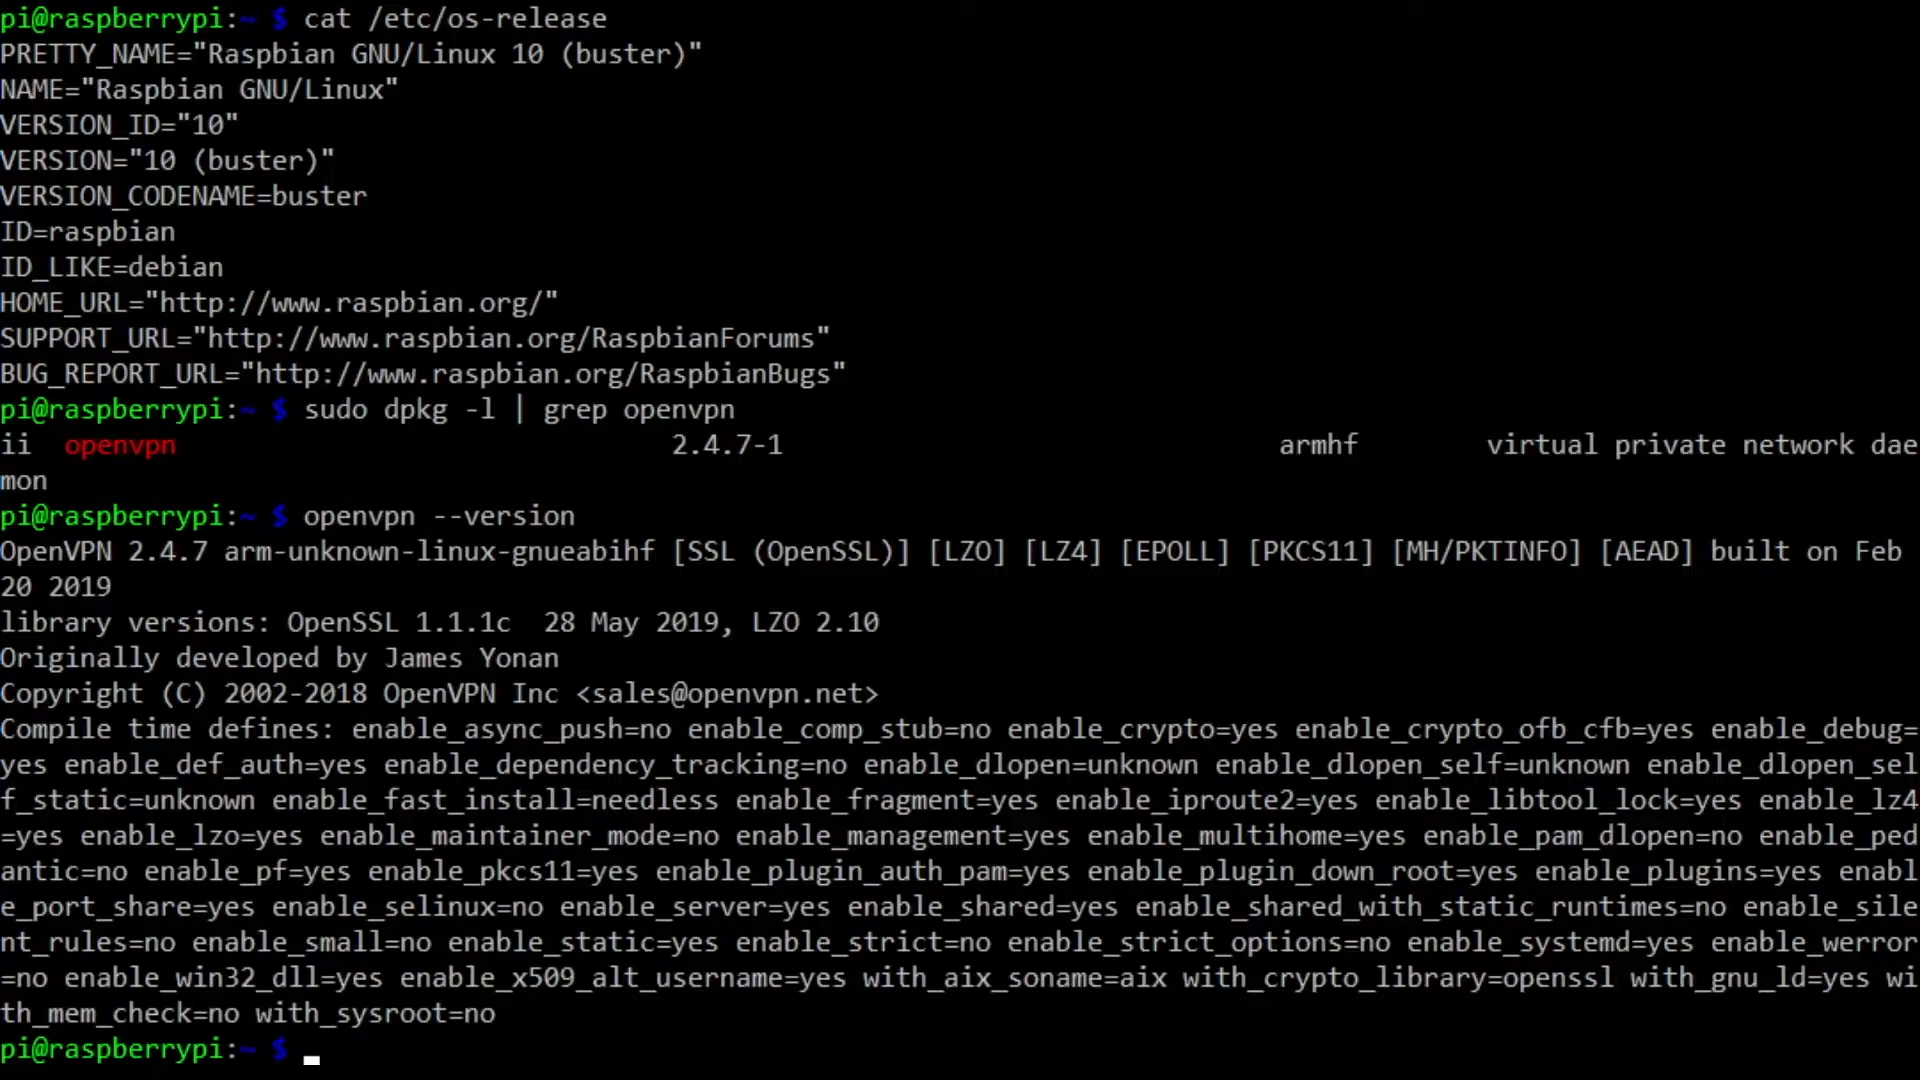 pi@raspberrypi:~ $ cat /etc/os-release
PRETTY_NAME="Raspbian GNU/Linux 10 (buster)"
NAME="Raspbian GNU/Linux"
VERSION_ID="10"
VERSION="10 (buster)"
VERSION_CODENAME=buster
ID=raspbian
ID_LIKE=debian
HOME_URL="http://www.raspbian.org/"
SUPPORT_URL="http://www.raspbian.org/RaspbianForums"
BUG_REPORT_URL="http://www.raspbian.org/RaspbianBugs"
pi@raspberrypi:~ $ sudo dpkg -l | grep openvpn
ii  openvpn                               2.4.7-1                               armhf        virtual private network dae
mon
pi@raspberrypi:~ $ openvpn --version
OpenVPN 2.4.7 arm-unknown-linux-gnueabihf [SSL (OpenSSL)] [LZO] [LZ4] [EPOLL] [PKCS11] [MH/PKTINFO] [AEAD] built on Feb
20 2019
library versions: OpenSSL 1.1.1c  28 May 2019, LZO 2.10
Originally developed by James Yonan
Copyright (C) 2002-2018 OpenVPN Inc <sales@openvpn.net>
Compile time defines: enable_async_push=no enable_comp_stub=no enable_crypto=yes enable_crypto_ofb_cfb=yes enable_debug=
yes enable_def_auth=yes enable_dependency_tracking=no enable_dlopen=unknown enable_dlopen_self=unknown enable_dlopen_sel
f_static=unknown enable_fast_install=needless enable_fragment=yes enable_iproute2=yes enable_libtool_lock=yes enable_lz4
=yes enable_lzo=yes enable_maintainer_mode=no enable_management=yes enable_multihome=yes enable_pam_dlopen=no enable_ped
antic=no enable_pf=yes enable_pkcs11=yes enable_plugin_auth_pam=yes enable_plugin_down_root=yes enable_plugins=yes enabl
e_port_share=yes enable_selinux=no enable_server=yes enable_shared=yes enable_shared_with_static_runtimes=no enable_sile
nt_rules=no enable_small=no enable_static=yes enable_strict=no enable_strict_options=no enable_systemd=yes enable_werror
=no enable_win32_dll=yes enable_x509_alt_username=yes with_aix_soname=aix with_crypto_library=openssl with_gnu_ld=yes wi
th_mem_check=no with_sysroot=no
pi@raspberrypi:~ $